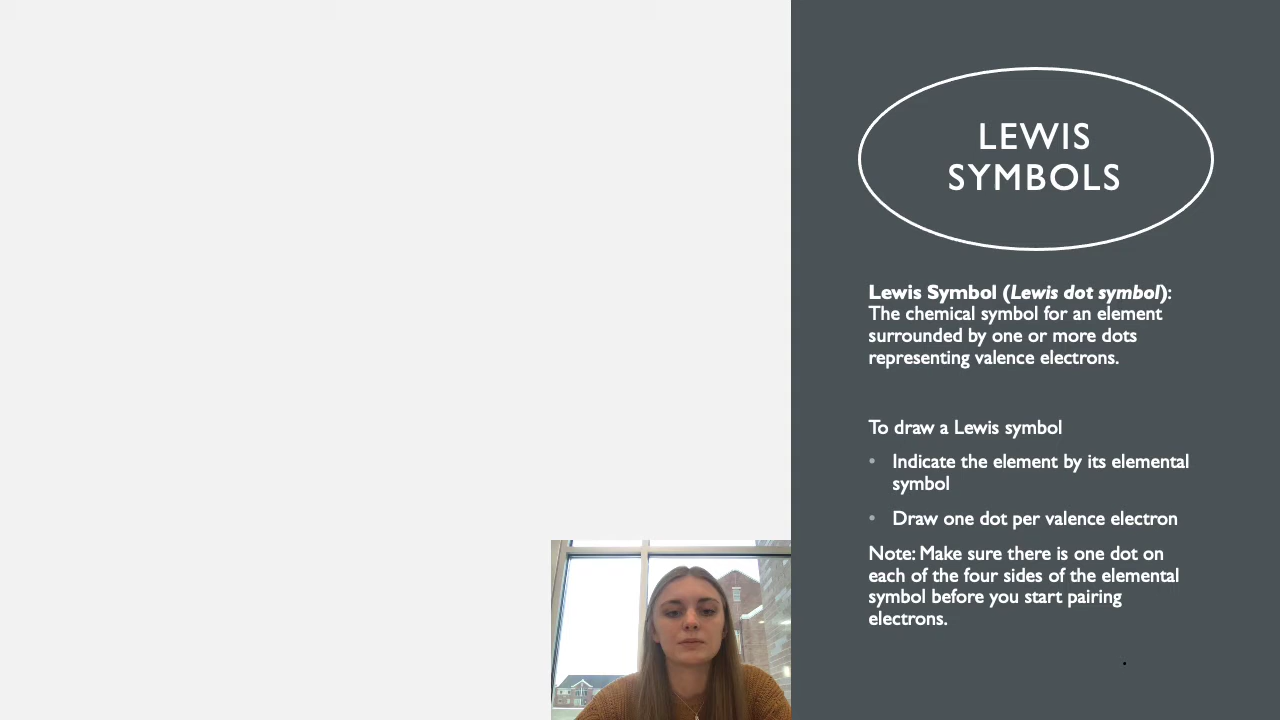 LEWIS
SYMBOLS
Lewis Symbol (Lewis dot symbol):
The chemical symbol for an element
surrounded by one or more dots
representing valence electrons.
To draw a Lewis symbol
• Indicate the element by its elemental
symbol
• Draw one dot per valence electron
Note: Make sure there is one dot on
each of the four sides of the elemental
symbol before you start pairing
electrons.